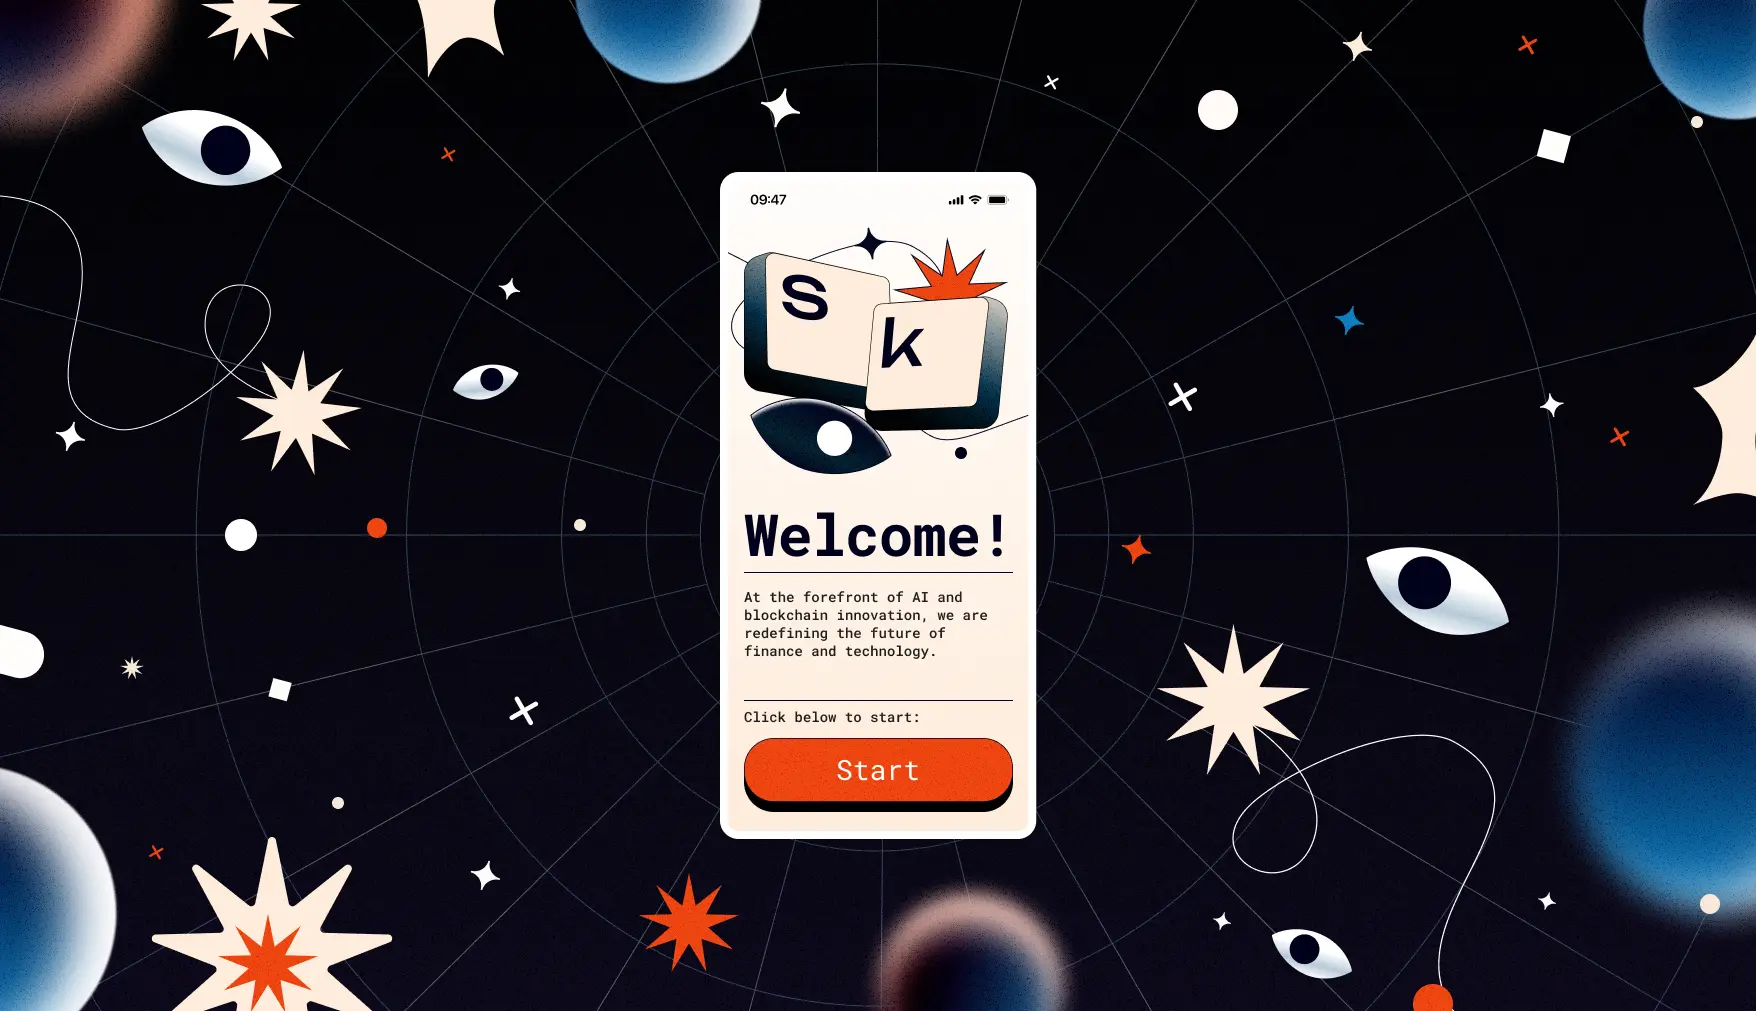 09:47
S
k
Welcome!
At the forefront of AI and
blockchain innovation, we are
redefining the future of
finance and technology.
Click below to start:
Start